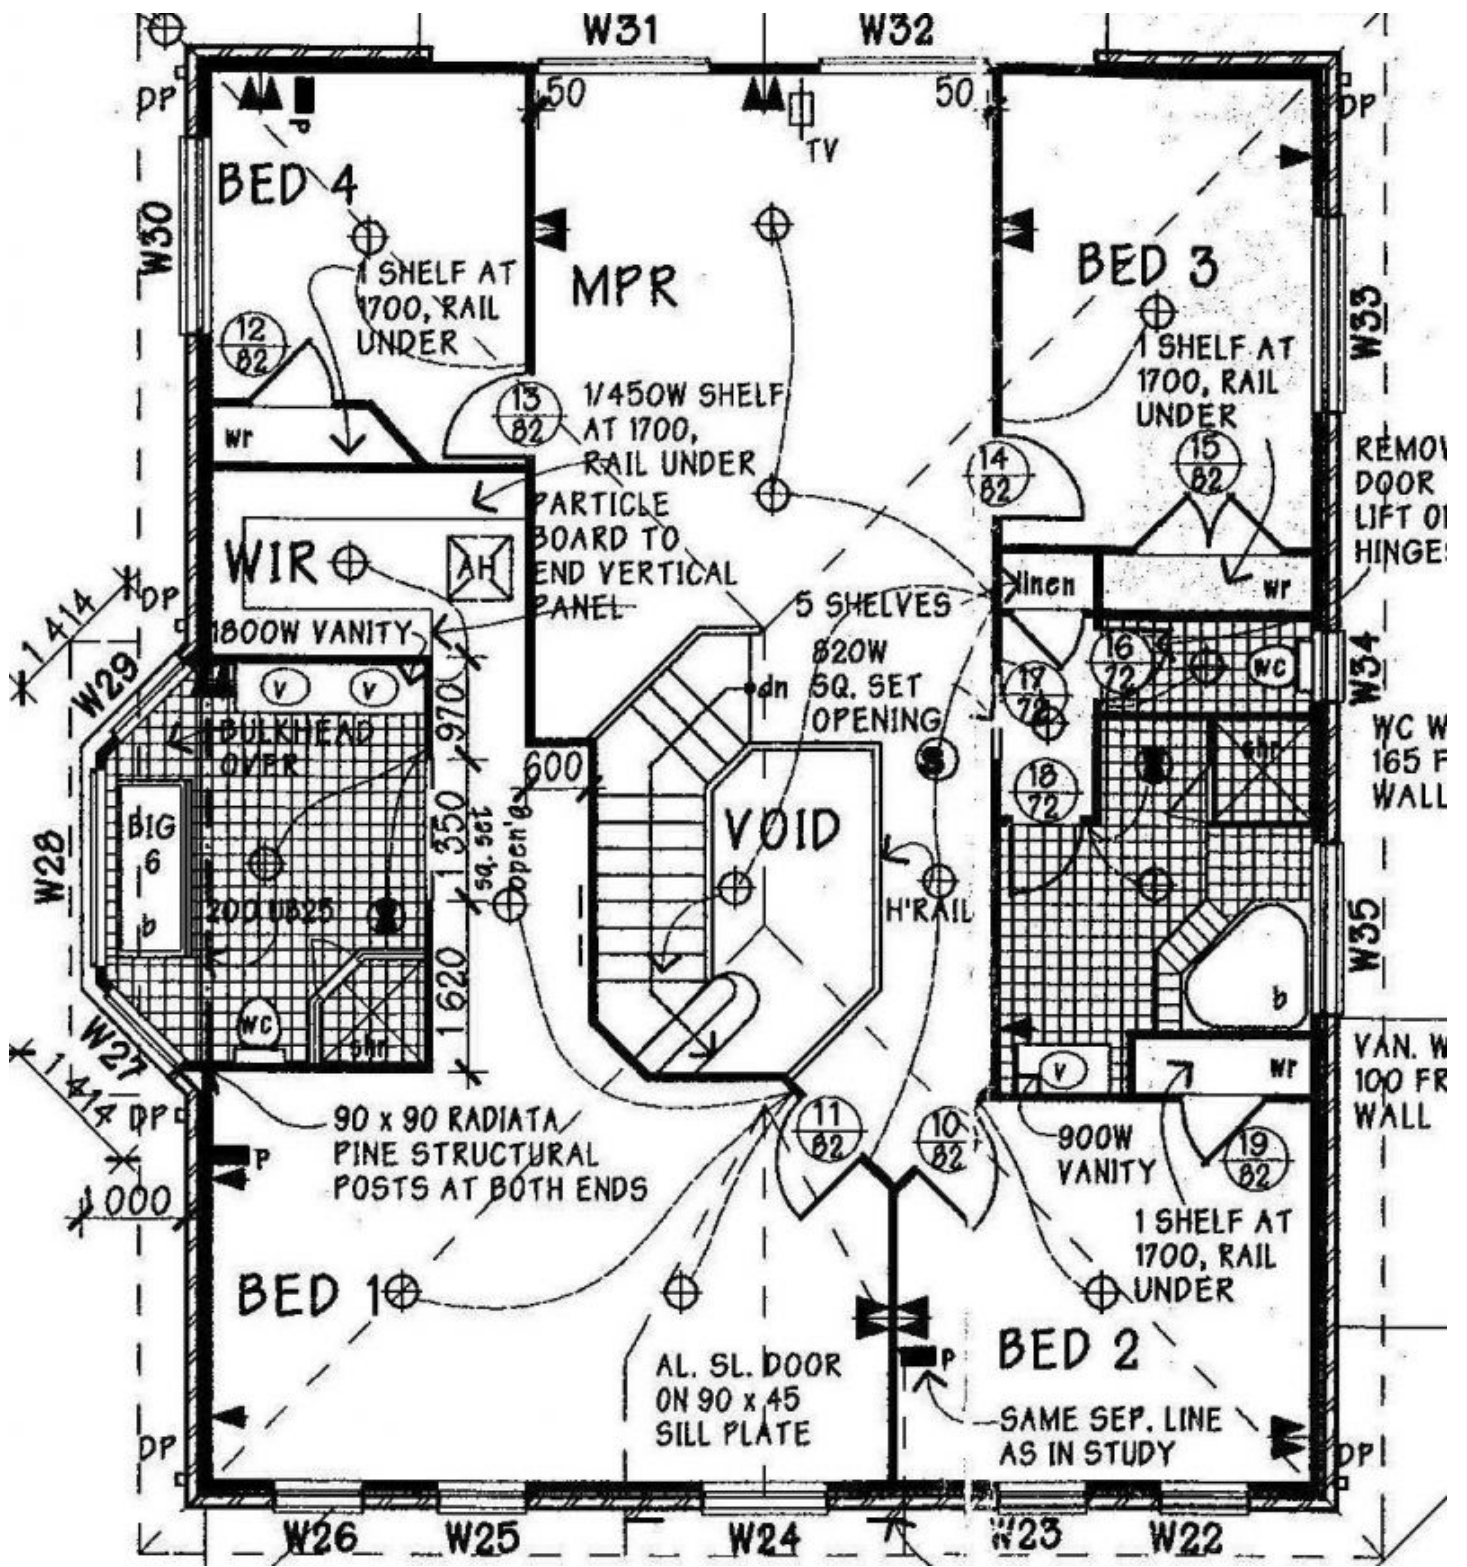 W31
W32
DP
50
50
DP
P
TV
BED 4
W30
MPR
BED 3
1 SHELF AT
1700, RAIL
UNDER
W33
12
82
1 SHELF AT
1700, RAIL
UNDER
13
82
1/450W SHELF
AT 1700,
RAIL UNDER
wr
14
82
15
82
REMOV
DOOR
LIFT O
HINGES
PARTICLE
BOARD TO
END VERTICAL
PANEL
WIR
AH
linen
wr
DP
1 414
5 SHELVES
1800W VANITY
820W
SQ. SET
OPENING
16
72
WC
W34
W29
V
V
dn
17
72
970
BULKHEAD
OVER
600
shr
WC W
165 F
WALL
18
72
VOID
BIG
6
b
W28
1 350
sq. set
open'g
200 UB25
H'RAIL
W35
1 620
b
WC
shr
W27
1 414
V
wr
VAN. W
100 FR
WALL
DP
90 x 90 RADIATA
PINE STRUCTURAL
POSTS AT BOTH ENDS
11
82
10
82
900W
VANITY
19
82
P
1 000
1 SHELF AT
1700, RAIL
UNDER
BED 1
BED 2
P
AL. SL. DOOR
ON 90 x 45
SILL PLATE
SAME SEP. LINE
AS IN STUDY
DP
DP
W26
W25
W24
W23
W22